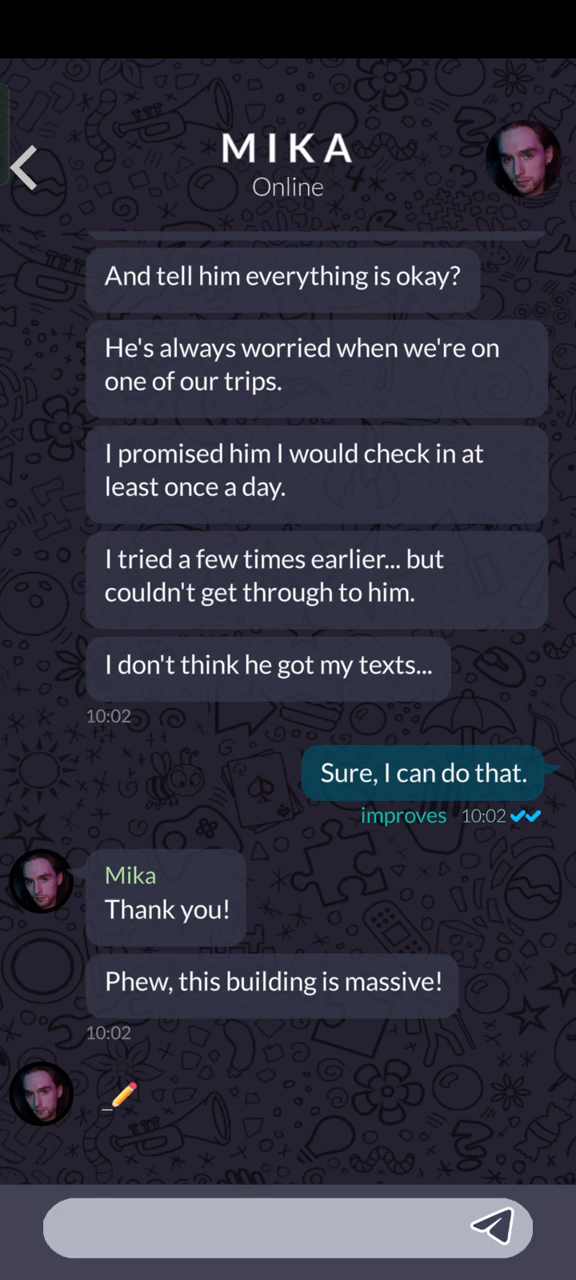 MIKA
Online
And tell him everything is okay?
He's always worried when we're on
one of our trips.
I promised him I would check in at
least once a day.
I tried a few times earlier... but
couldn't get through to him.
I don't think he got my texts...
10:02
Sure, I can do that.
improves 10:02
Mika
Thank you!
Phew, this building is massive!
10:02